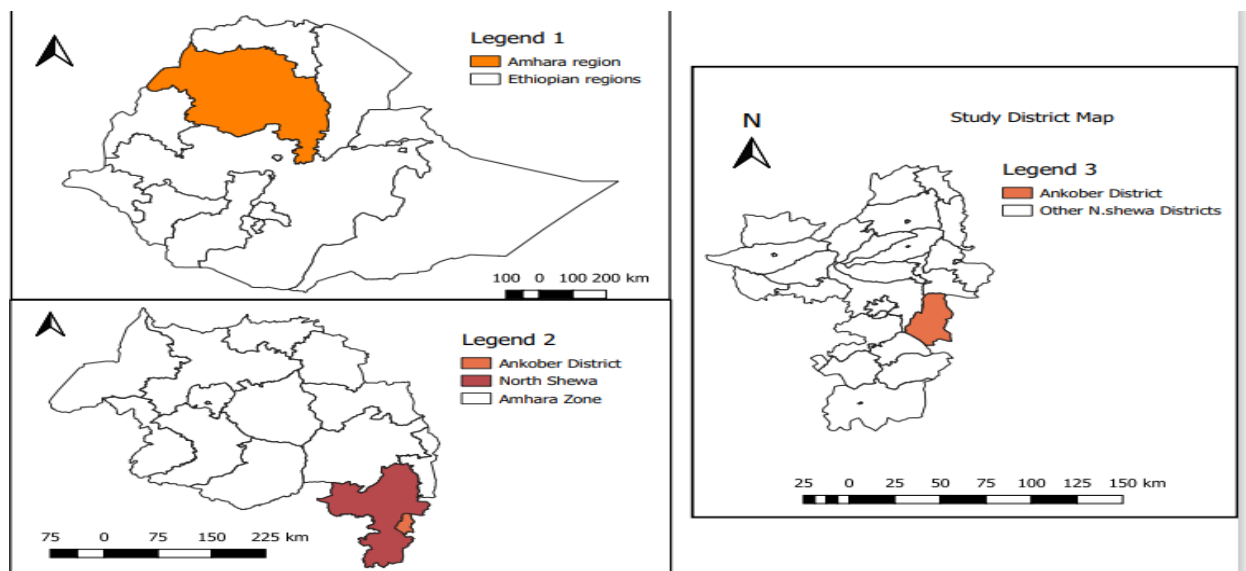 Legend 1
Amhara region
Ethiopian regions
100 0 100 200 km
Legend 2
Ankober District
North Shewa
Amhara Zone
75 0 75 150 225 km
N
Study District Map
Legend 3
Ankober District
Other N.shewa Districts
25 0 25 50 75 100 125 150 km